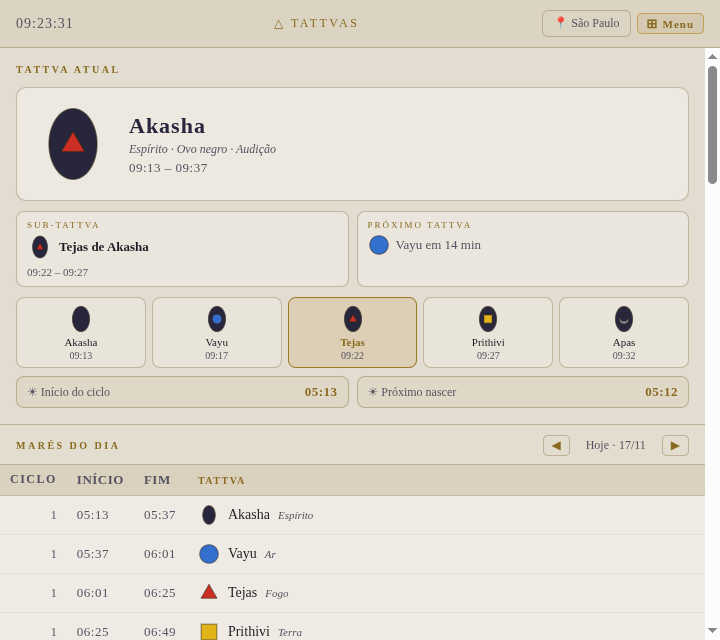 09:23:31
△ TATTVAS
📍 São Paulo
⊞ Menu
TATTVA ATUAL
Akasha
Espírito · Ovo negro · Audição
09:13 – 09:37
SUB-TATTVA
Tejas de Akasha
09:22 – 09:27
PRÓXIMO TATTVA
Vayu em 14 min
Akasha
09:13
Vayu
09:17
Tejas
09:22
Prithivi
09:27
Apas
09:32
☀ Início do ciclo 05:13
☀ Próximo nascer 05:12
MARÉS DO DIA
◀ Hoje · 17/11 ▶
CICLO INÍCIO FIM TATTVA
1 05:13 05:37 Akasha Espírito
1 05:37 06:01 Vayu Ar
1 06:01 06:25 Tejas Fogo
1 06:25 06:49 Prithivi Terra